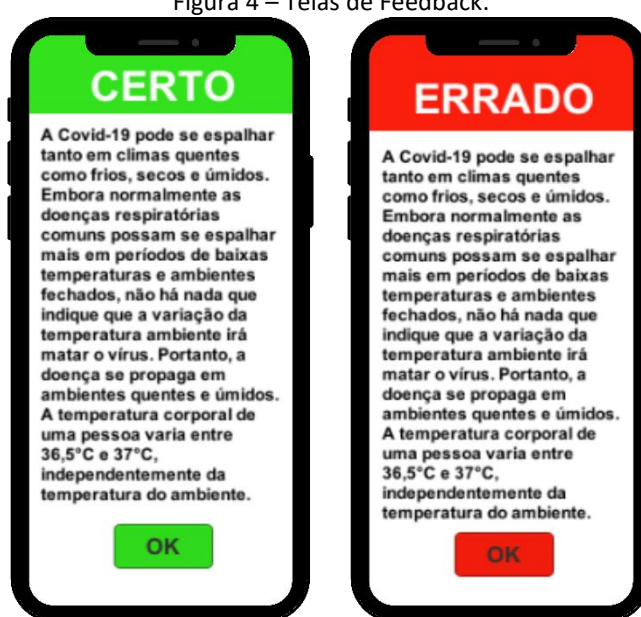 Figura 4 – Telas de Feedback.
CERTO
A Covid-19 pode se espalhar
tanto em climas quentes
como frios, secos e úmidos.
Embora normalmente as
doenças respiratórias
comuns possam se espalhar
mais em períodos de baixas
temperaturas e ambientes
fechados, não há nada que
indique que a variação da
temperatura ambiente irá
matar o vírus. Portanto, a
doença se propaga em
ambientes quentes e úmidos.
A temperatura corporal de
uma pessoa varia entre
36,5°C e 37°C,
independentemente da
temperatura do ambiente.
OK
ERRADO
A Covid-19 pode se espalhar
tanto em climas quentes
como frios, secos e úmidos.
Embora normalmente as
doenças respiratórias
comuns possam se espalhar
mais em períodos de baixas
temperaturas e ambientes
fechados, não há nada que
indique que a variação da
temperatura ambiente irá
matar o vírus. Portanto, a
doença se propaga em
ambientes quentes e úmidos.
A temperatura corporal de
uma pessoa varia entre
36,5°C e 37°C,
independentemente da
temperatura do ambiente.
OK